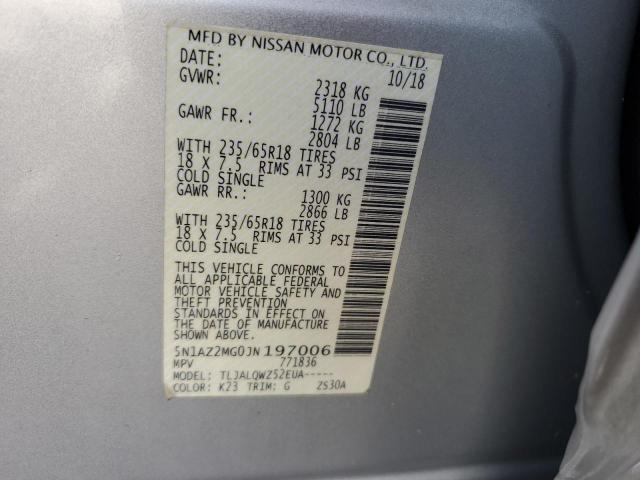 MFD BY NISSAN MOTOR CO., LTD.
DATE: 10/18
GVWR: 2318 KG
5110 LB
GAWR FR.: 1272 KG
2804 LB
WITH 235/65R18 TIRES
18 X 7.5 RIMS AT 33 PSI
COLD SINGLE
GAWR RR.: 1300 KG
2866 LB
WITH 235/65R18 TIRES
18 X 7.5 RIMS AT 33 PSI
COLD SINGLE
THIS VEHICLE CONFORMS TO
ALL APPLICABLE FEDERAL
MOTOR VEHICLE SAFETY AND
THEFT PREVENTION
STANDARDS IN EFFECT ON
THE DATE OF MANUFACTURE
SHOWN ABOVE.
5N1AZ2MG0JN197006
MPV 771836
MODEL: TLJALQWZ52EUA-----
COLOR: K23 TRIM: G ZS30A